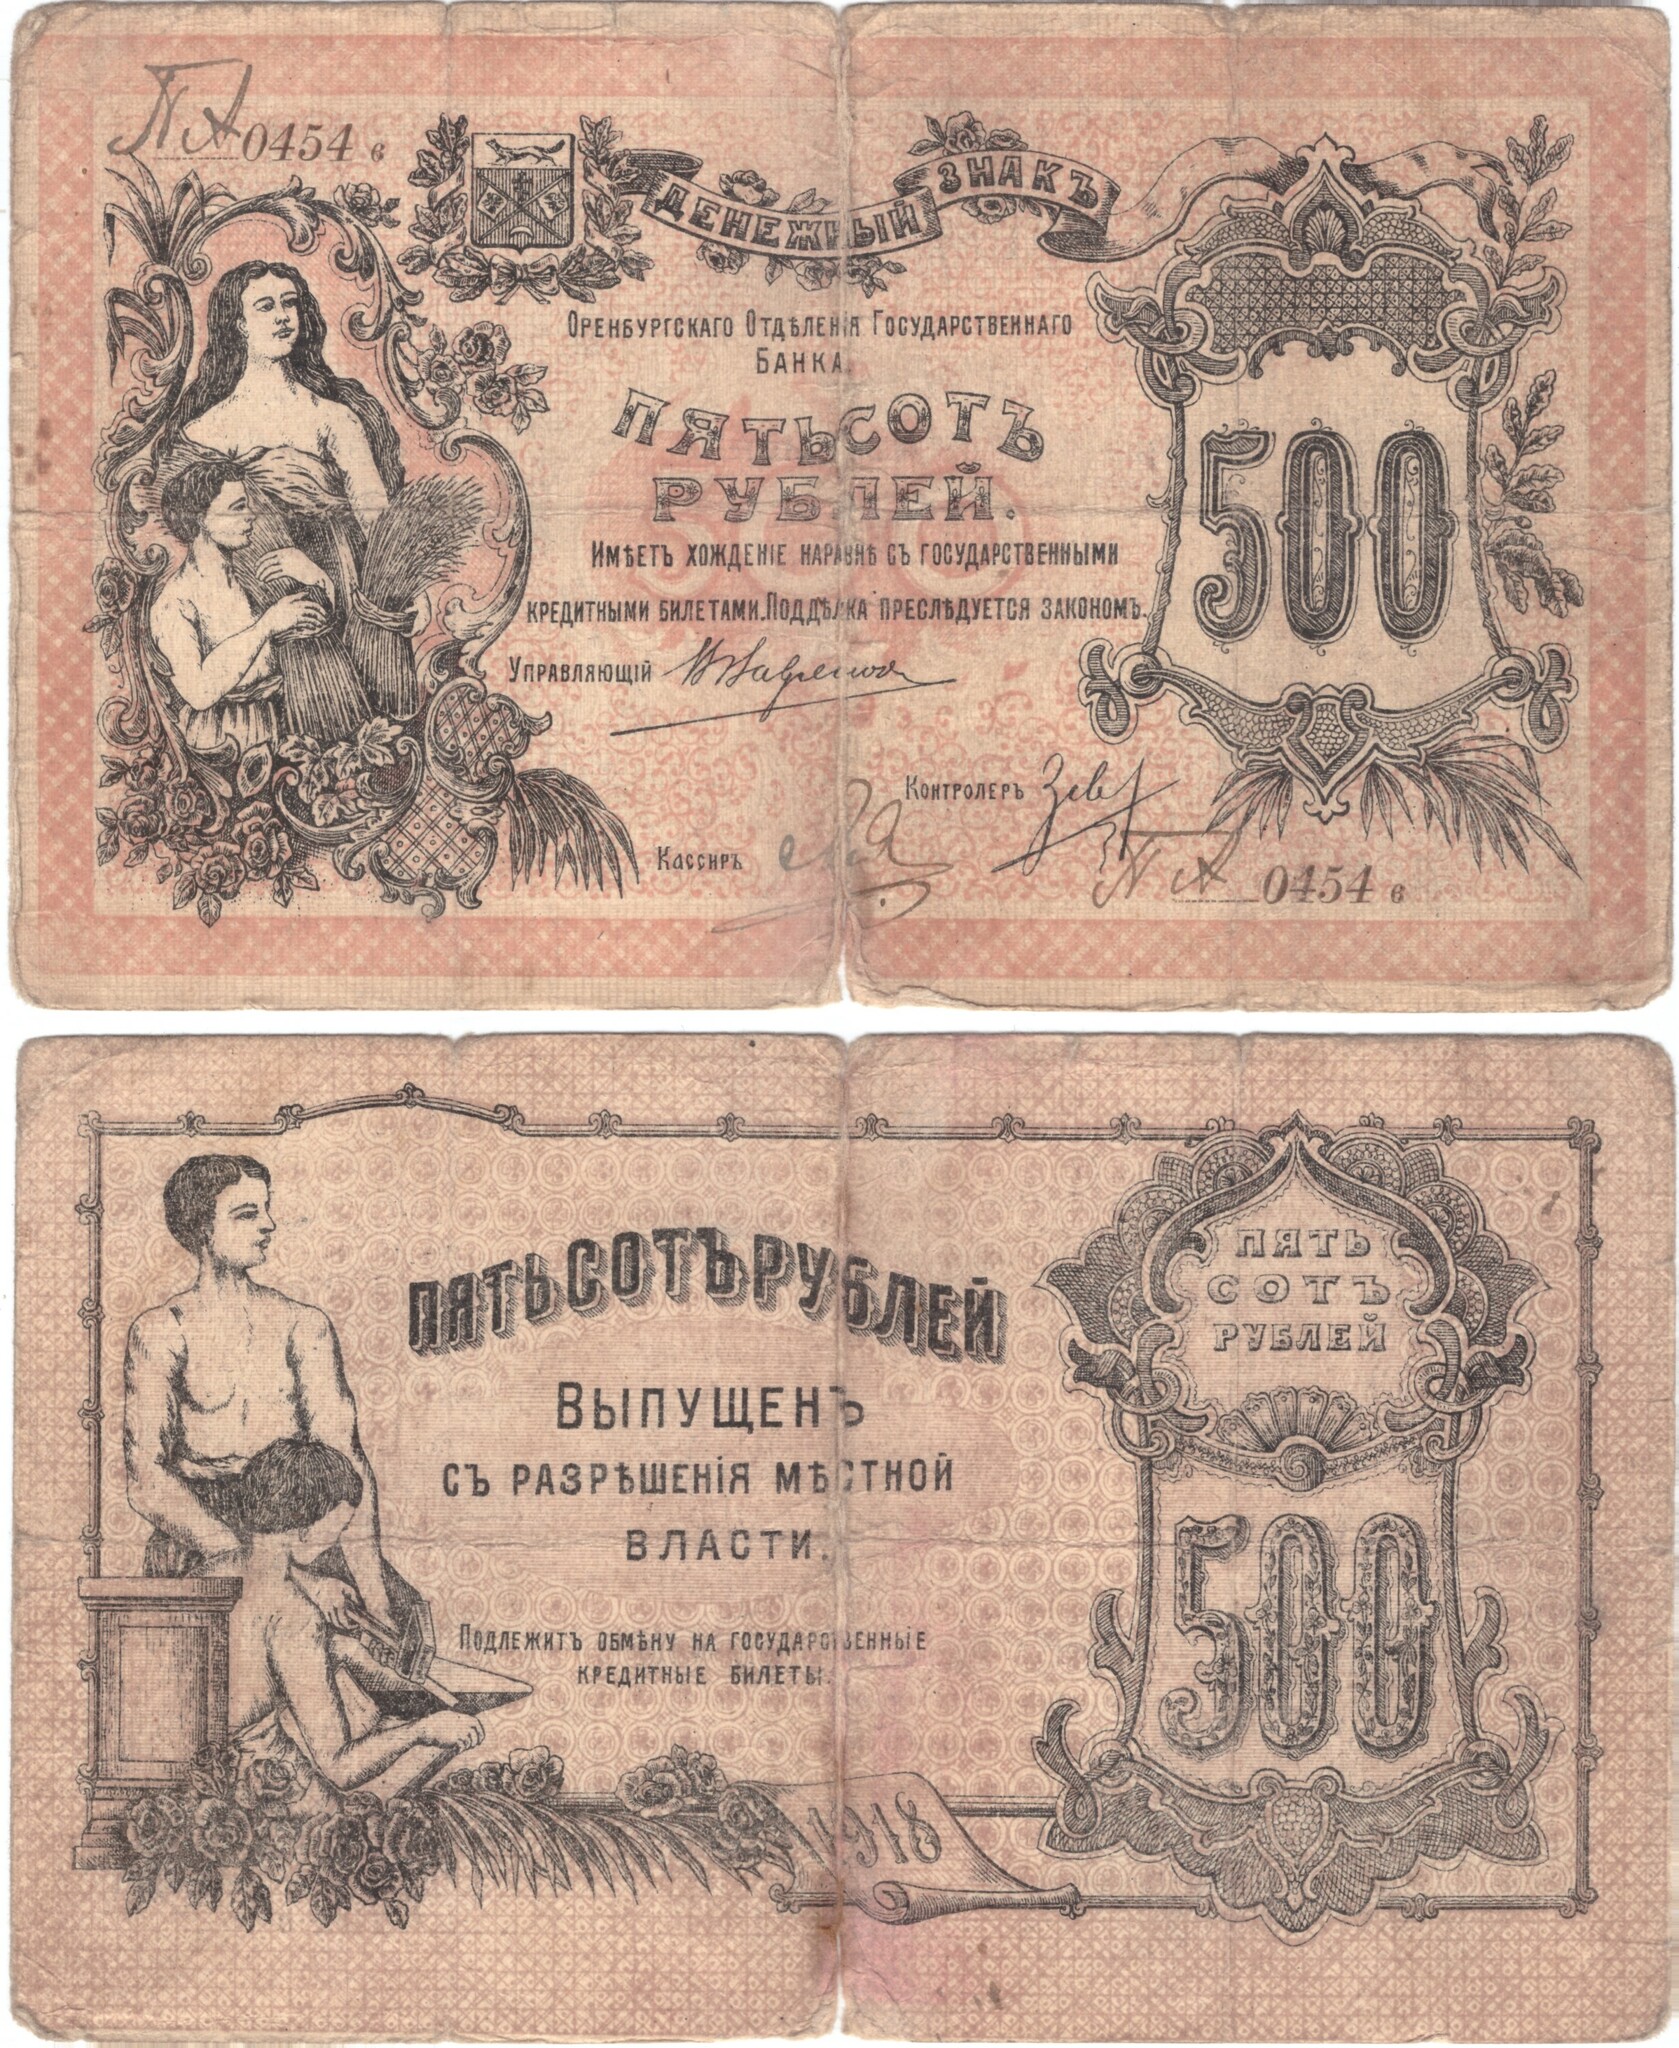 ПА 0454 в
ДЕНЕЖНЫЙ ЗНАКЪ
Оренбургскаго Отдѣленія Государственнаго
Банка.
ПЯТЬСОТЪ
РУБЛЕЙ.
500
Имѣетъ хожденіе наравнѣ съ государственными
кредитными билетами. Поддѣлка преслѣдуется закономъ.
Управляющій
Контролеръ
Кассиръ
ПА 0454 в
ПЯТЬСОТЪ РУБЛЕЙ
Выпущенъ
съ разрѣшенія мѣстной
власти.
Подлежитъ обмѣну на государственные
кредитные билеты.
ПЯТЬ
СОТЪ
РУБЛЕЙ
500
1918